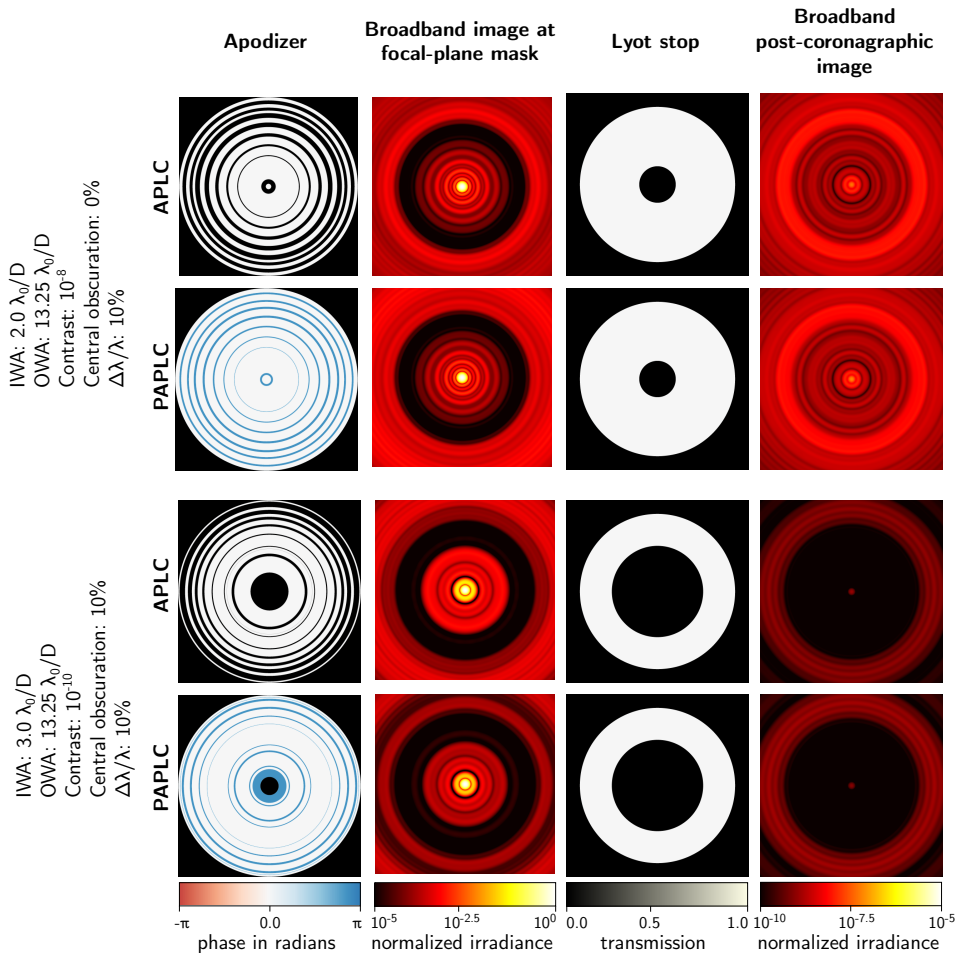 Apodizer
Broadband image at
focal-plane mask
Lyot stop
Broadband
post-coronagraphic
image
IWA: 2.0 λ₀/D
OWA: 13.25 λ₀/D
Contrast: 10⁻⁸
Central obscuration: 0%
Δλ/λ: 10%
APLC
PAPLC
IWA: 3.0 λ₀/D
OWA: 13.25 λ₀/D
Contrast: 10⁻¹⁰
Central obscuration: 10%
Δλ/λ: 10%
APLC
PAPLC
-π 0.0 π
phase in radians
10⁻⁵ 10⁻²·⁵ 10⁰
normalized irradiance
0.0 0.5 1.0
transmission
10⁻¹⁰ 10⁻⁷·⁵ 10⁻⁵
normalized irradiance